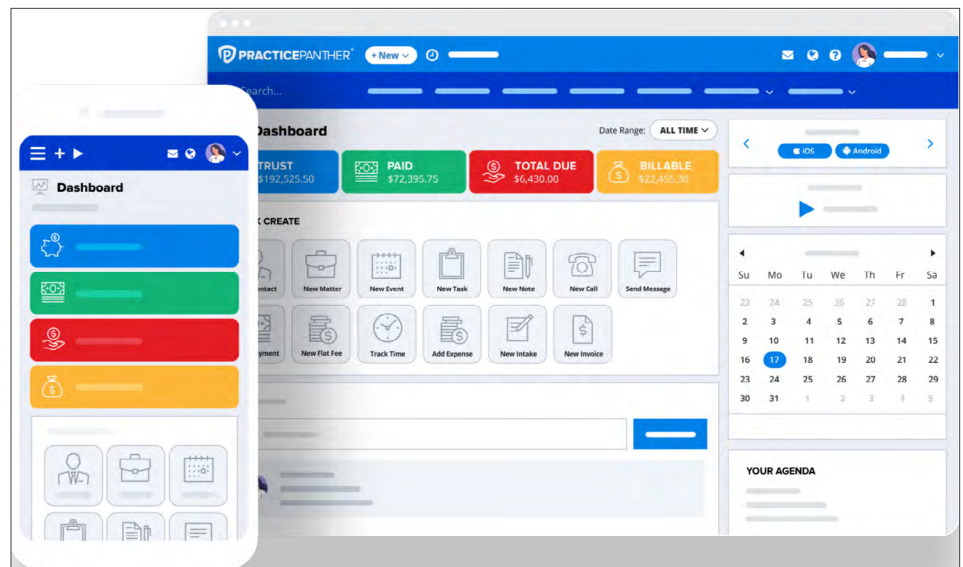 PRACTICEPANTHER
+ New
Search...
Dashboard
Date Range: ALL TIME
iOS
Android
TRUST
$192,525.50
PAID
$72,395.75
TOTAL DUE
$6,430.00
BILLABLE
$22,455.30
CREATE
New Matter
New Event
New Task
New Note
New Call
Send Message
New Flat Fee
Track Time
Add Expense
New Intake
New Invoice
Su Mo Tu We Th Fr Sa
23 24 25 26 27 28 1
2 3 4 5 6 7 8
9 10 11 12 13 14 15
16 17 18 19 20 21 22
23 24 25 26 27 28 29
30 31 1 2 3 4 5
YOUR AGENDA
Dashboard